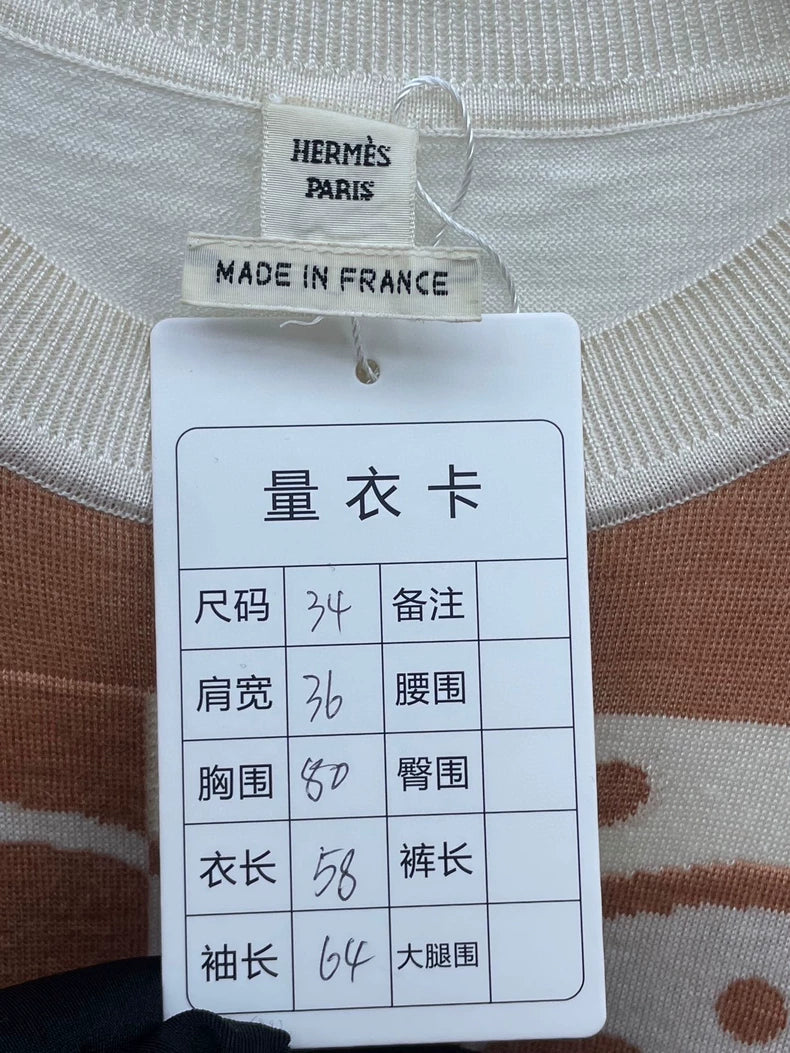 HERMÈS
PARIS
MADE IN FRANCE
量衣卡
尺码 34 备注
肩宽 36 腰围
胸围 80 臀围
衣长 58 裤长
袖长 64 大腿围